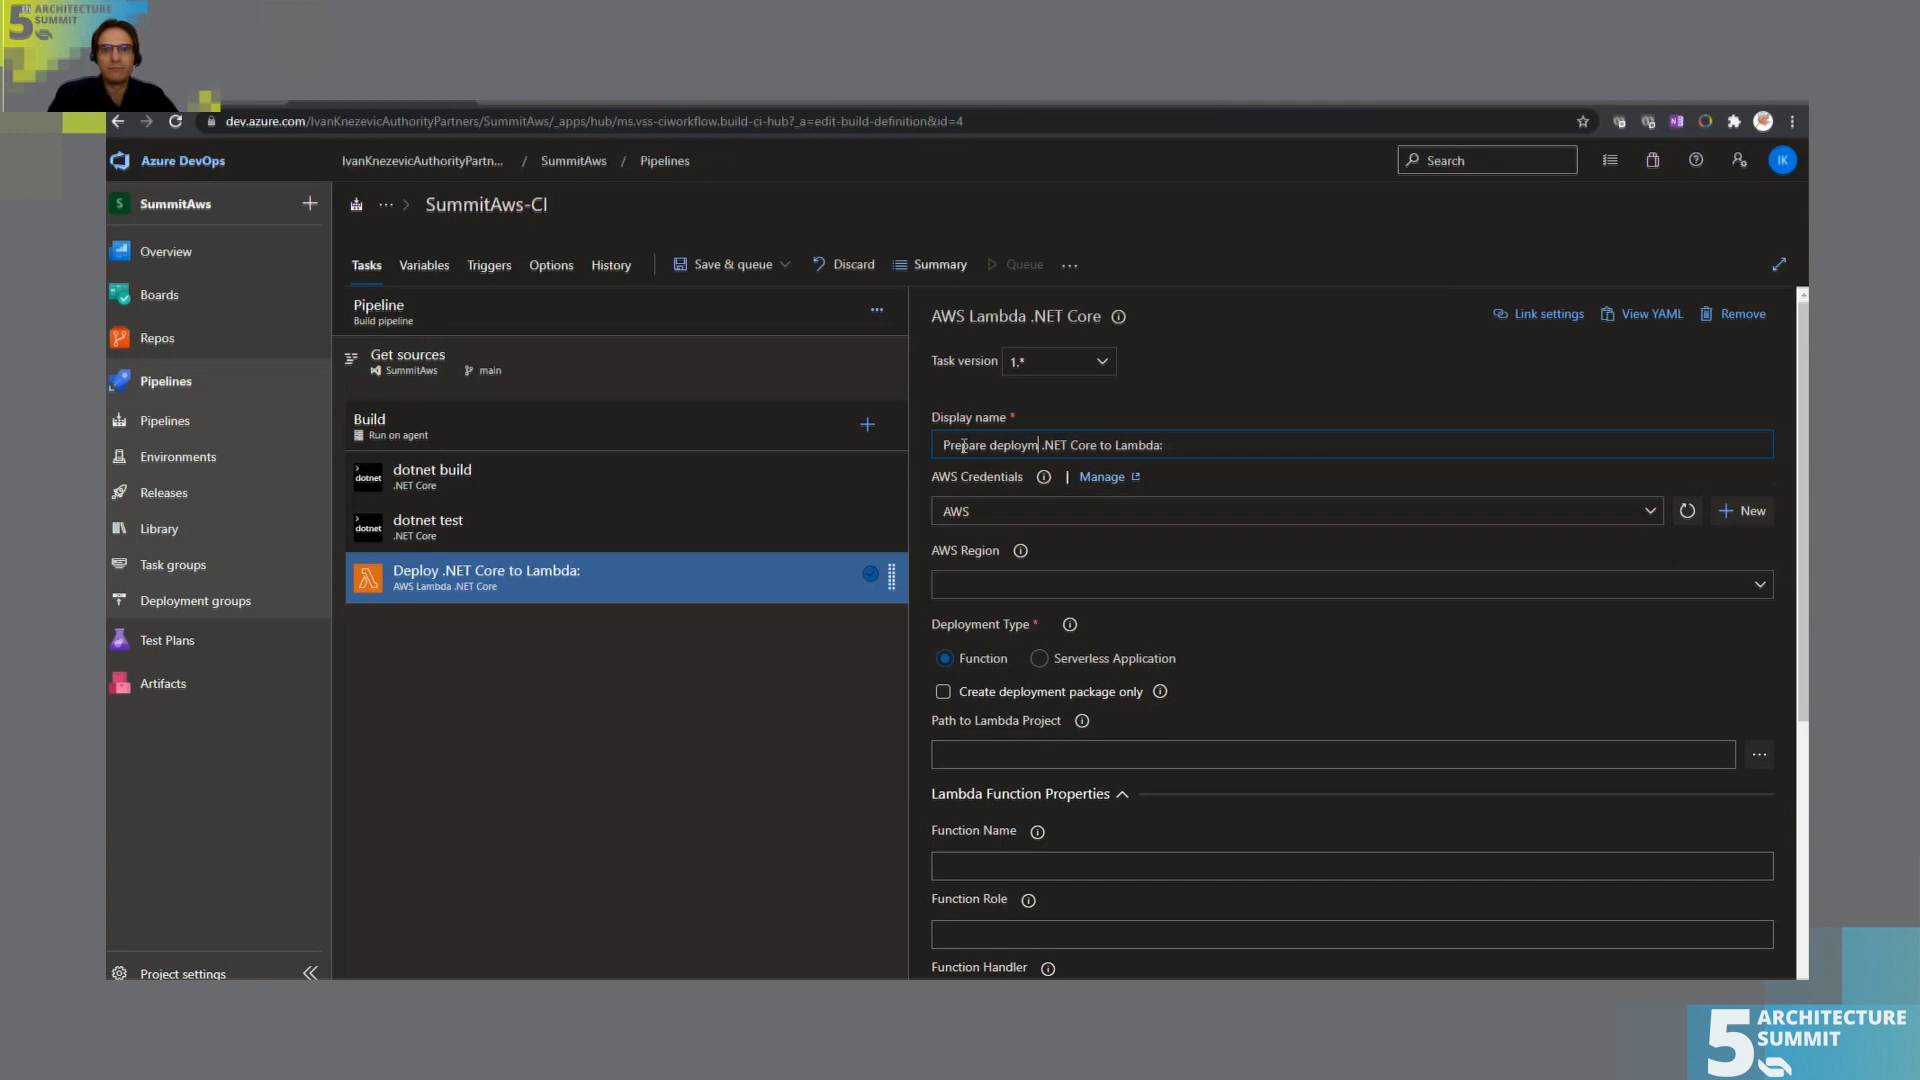 5th ARCHITECTURE
SUMMIT
dev.azure.com/IvanKnezevicAuthorityPartners/SummitAws/_apps/hub/ms.vss-ciworkflow.build-ci-hub?_a=edit-build-definition&id=4
Azure DevOps
IvanKnezevicAuthorityPartn... / SummitAws / Pipelines
Search
IK
S SummitAws
SummitAws-CI
Overview
Boards
Repos
Pipelines
Pipelines
Environments
Releases
Library
Task groups
Deployment groups
Test Plans
Artifacts
Project settings
Tasks Variables Triggers Options History Save & queue Discard Summary Queue ...
Pipeline
Build pipeline
Get sources
SummitAws main
Build
Run on agent
dotnet build
.NET Core
dotnet
dotnet test
.NET Core
dotnet
Deploy .NET Core to Lambda:
AWS Lambda .NET Core
AWS Lambda .NET Core
Link settings View YAML Remove
Task version 1.*
Display name *
Prepare deploym .NET Core to Lambda:
AWS Credentials | Manage
AWS
New
AWS Region
Deployment Type *
Function Serverless Application
Create deployment package only
Path to Lambda Project
...
Lambda Function Properties
Function Name
Function Role
Function Handler
5 ARCHITECTURE
SUMMIT